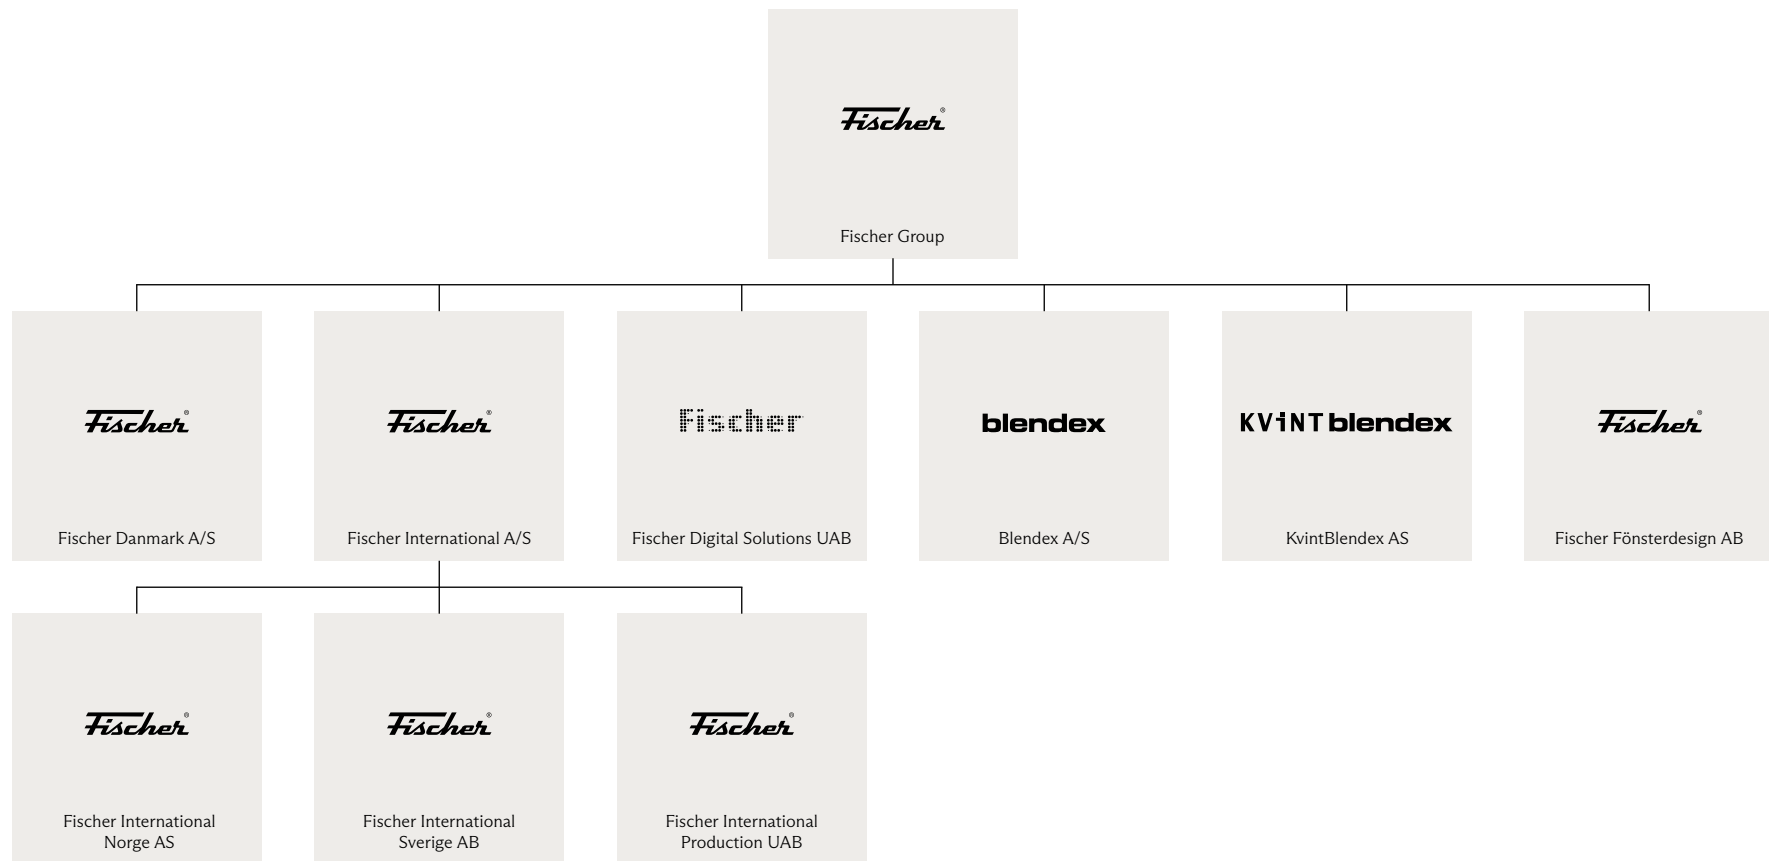 Fischer®
Fischer Group
Fischer®
Fischer®
Fischer
blendex
KViNT blendex
Fischer®
Fischer Danmark A/S
Fischer International A/S
Fischer Digital Solutions UAB
Blendex A/S
KvintBlendex AS
Fischer Fönsterdesign AB
Fischer®
Fischer®
Fischer®
Fischer International
Norge AS
Fischer International
Sverige AB
Fischer International
Production UAB